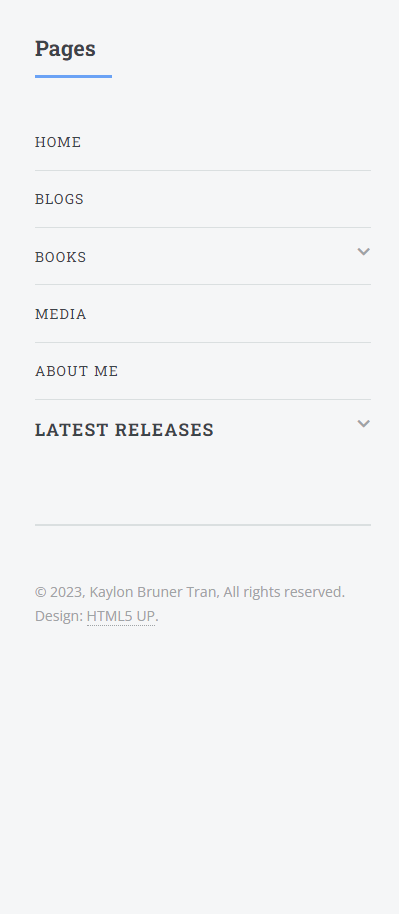 Pages
HOME
BLOGS
BOOKS
MEDIA
ABOUT ME
LATEST RELEASES
© 2023, Kaylon Bruner Tran, All rights reserved.
Design: HTML5 UP.